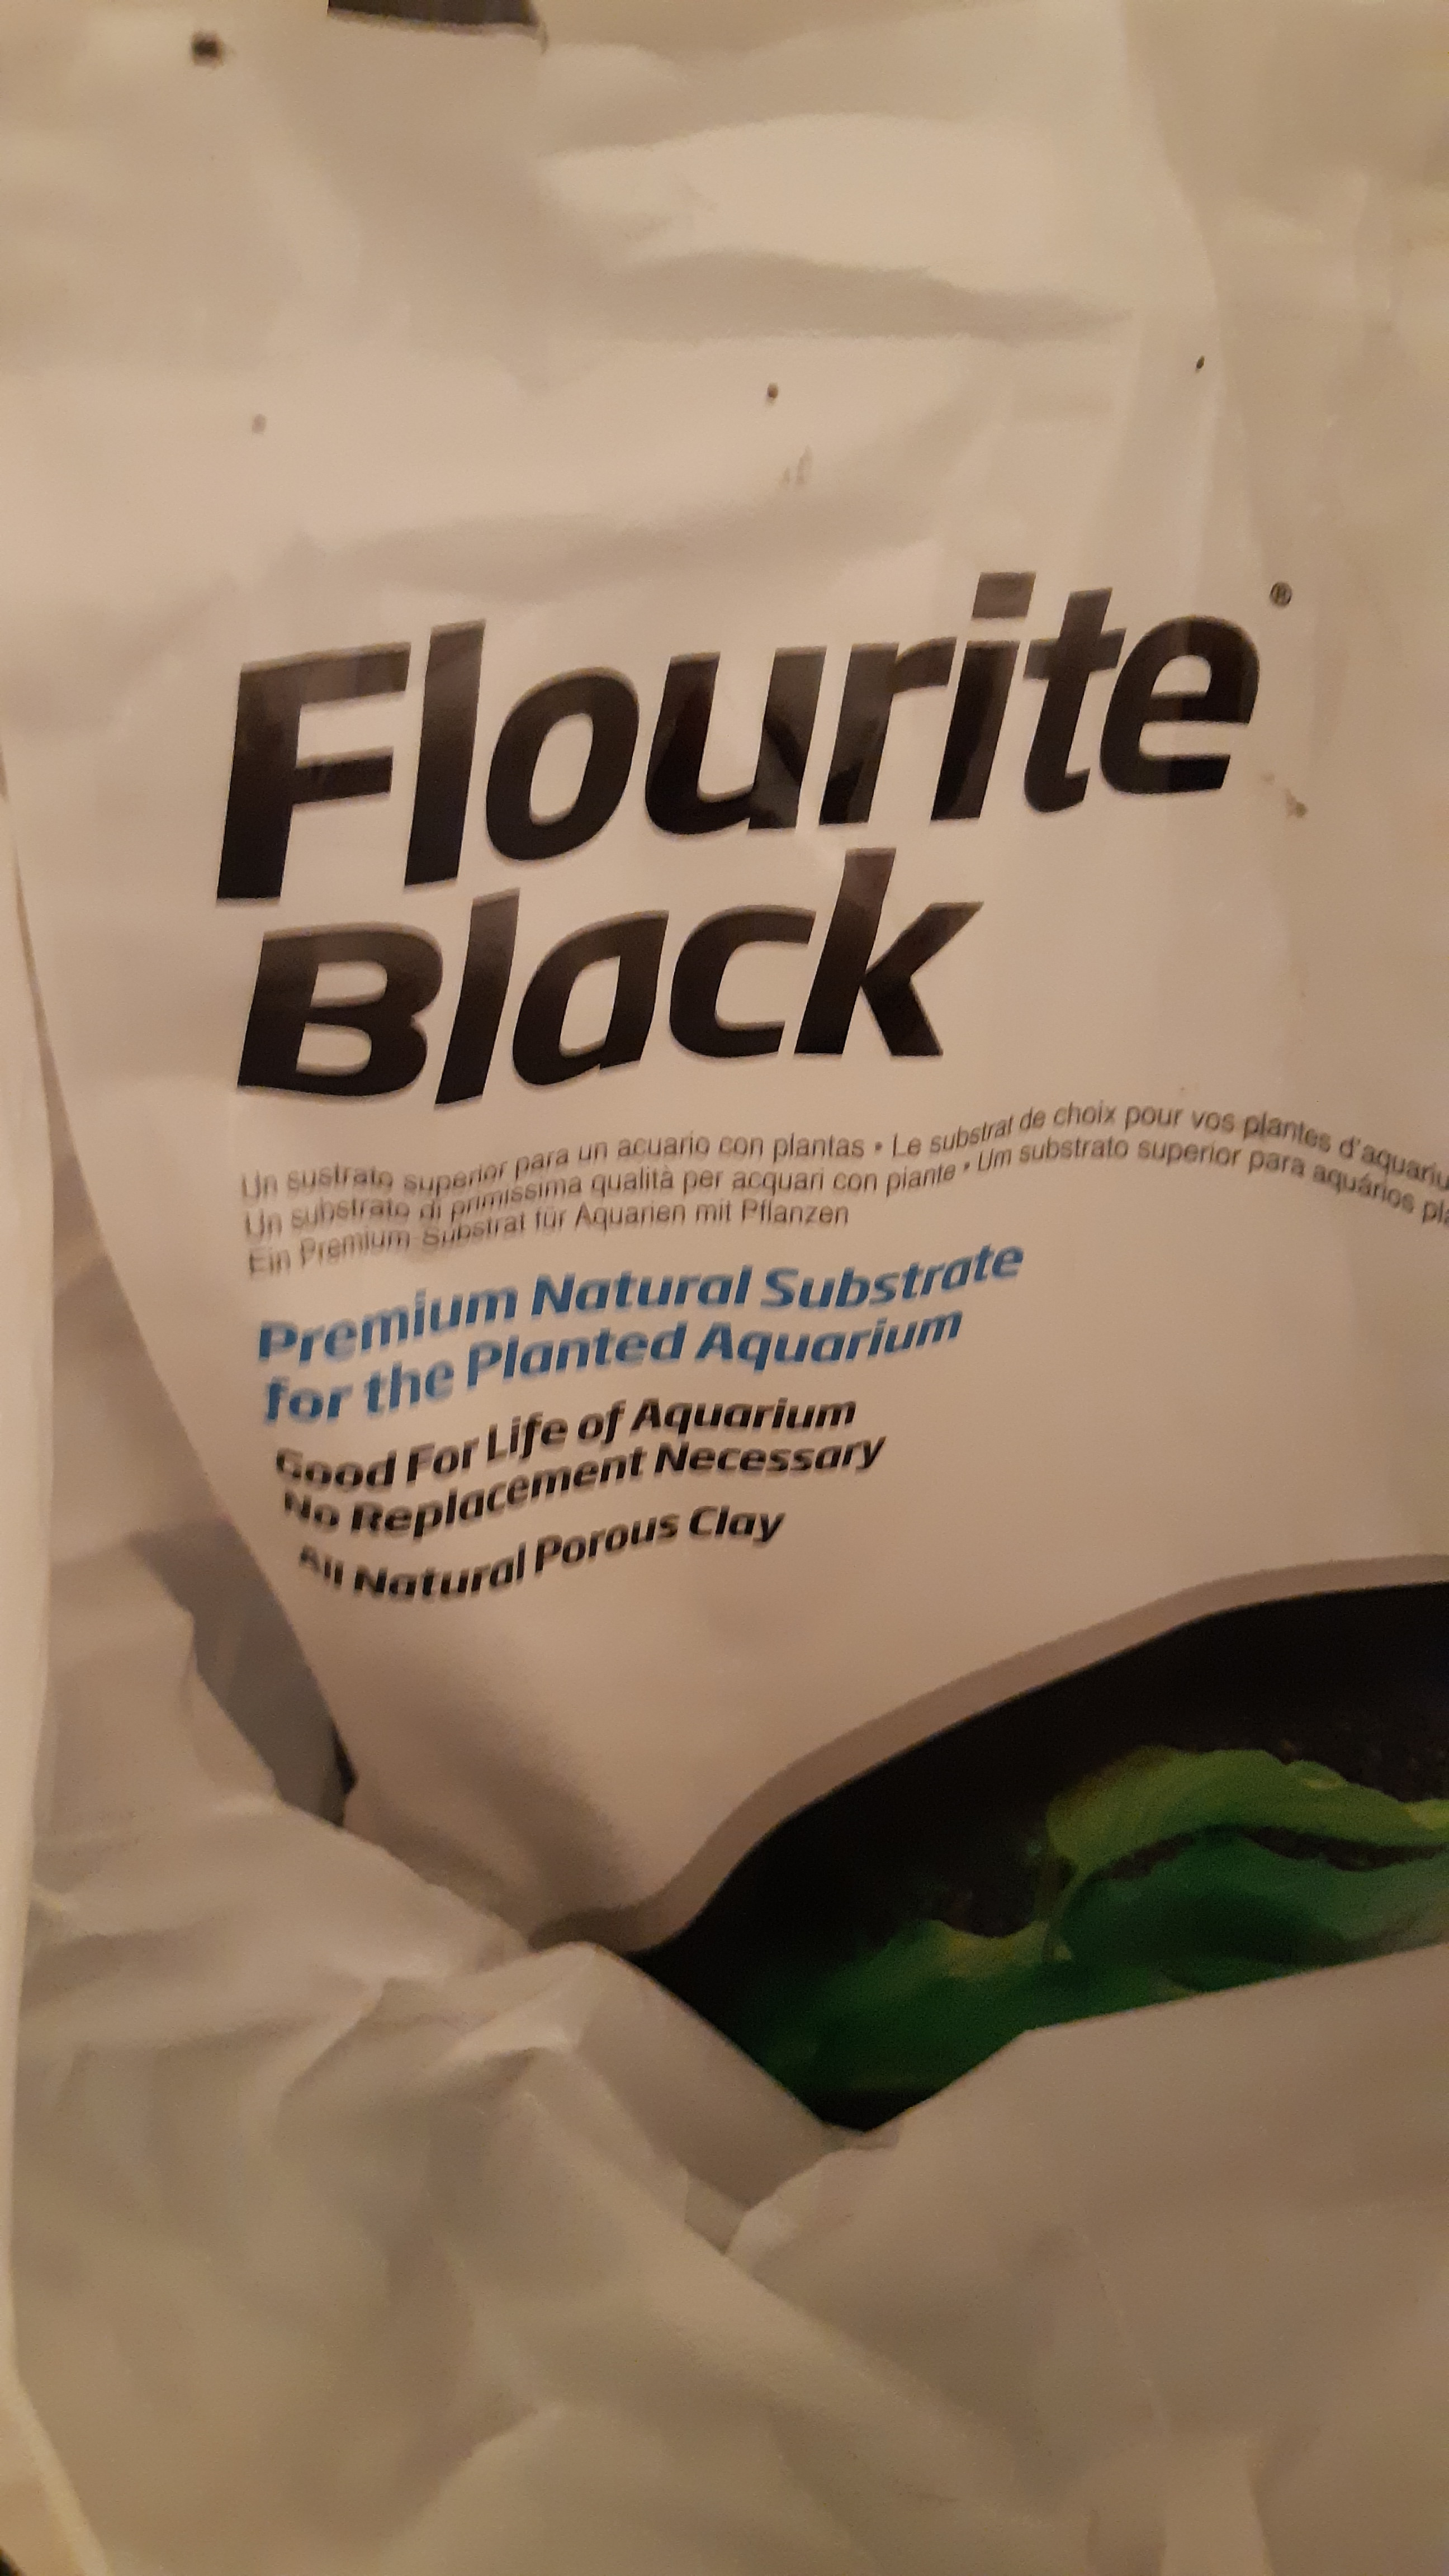 Flourite®
Black
Un sustrato superior para un acuario con plantas • Le substrat de choix pour vos plantes d'aquariu
Un substrato di primissima qualità per acquari con piante • Um substrato superior para aquários pla
Ein Premium Substrat für Aquarien mit Pflanzen
Premium Natural Substrate
for the Planted Aquarium
Good For Life of Aquarium
No Replacement Necessary
All Natural Porous Clay